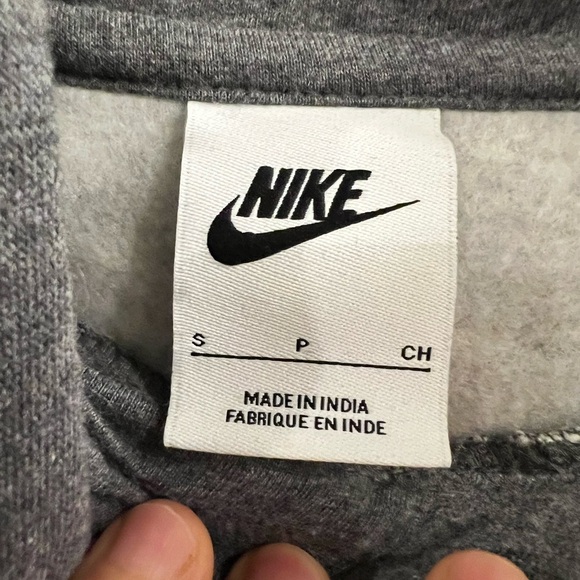 NIKE
S P CH
MADE IN INDIA
FABRIQUE EN INDE